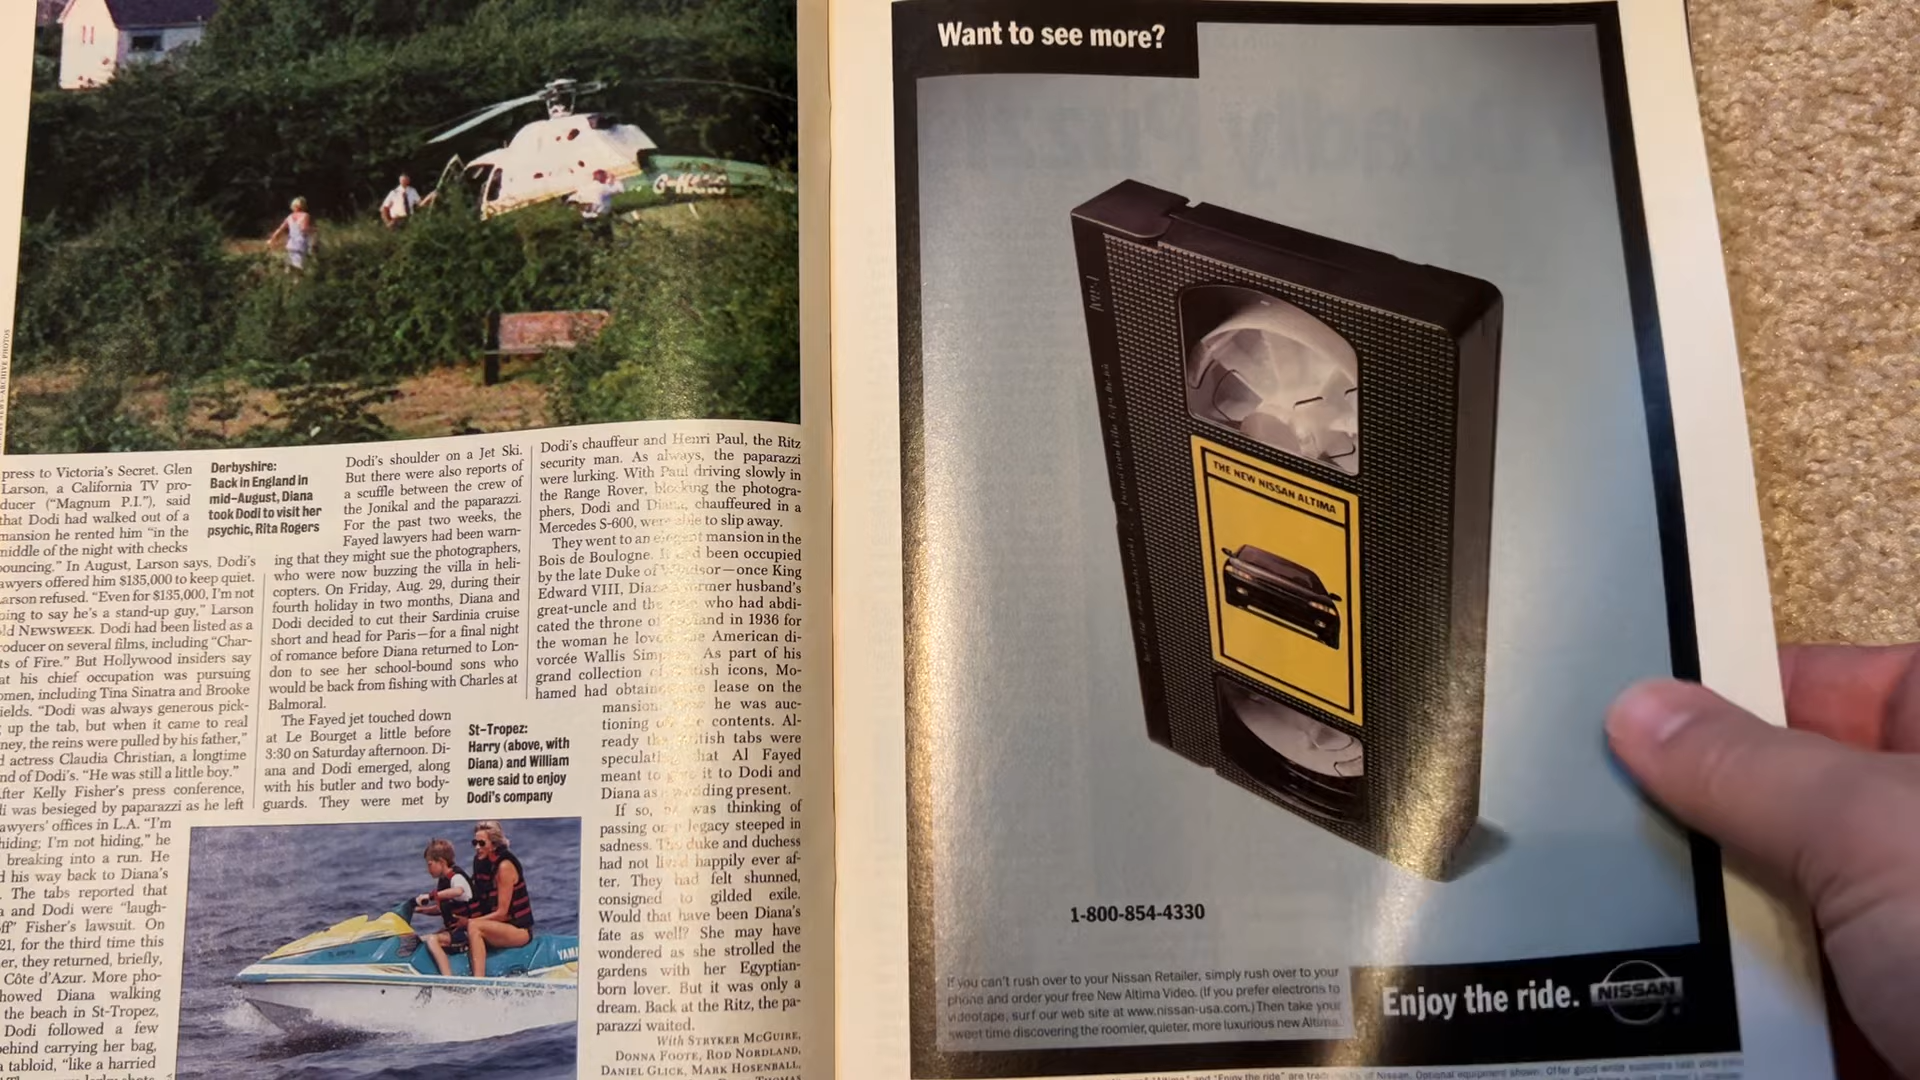 press to Victoria's Secret. Glen
Larson, a California TV pro-
ducer ("Magnum P.I."), said
that Dodi had walked out of a
mansion he rented him "in the
middle of the night with checks
bouncing." In August, Larson says, Dodi's
lawyers offered him $135,000 to keep quiet.
Larson refused. "Even for $135,000, I'm not
going to say he's a stand-up guy," Larson
told NEWSWEEK. Dodi had been listed as a
producer on several films, including "Char-
ts of Fire." But Hollywood insiders say
at his chief occupation was pursuing
omen, including Tina Sinatra and Brooke
ields. "Dodi was always generous pick-
up the tab, but when it came to real
ney, the reins were pulled by his father,"
d actress Claudia Christian, a longtime
nd of Dodi's. "He was still a little boy."
After Kelly Fisher's press conference,
di was besieged by paparazzi as he left
awyers' offices in L.A. "I'm
hiding; I'm not hiding," he
breaking into a run. He
d his way back to Diana's
The tabs reported that
a and Dodi were "laugh-
ff" Fisher's lawsuit. On
21, for the third time this
er, they returned, briefly,
Côte d'Azur. More pho-
howed Diana walking
the beach in St-Tropez,
Dodi followed a few
behind carrying her bag,
tabloid, "like a harried
Derbyshire:
Back in England in
mid-August, Diana
took Dodi to visit her
psychic, Rita Rogers
Dodi's shoulder on a Jet Ski.
But there were also reports of
a scuffle between the crew of
the Jonikal and the paparazzi.
For the past two weeks, the
Fayed lawyers had been warn-
ing that they might sue the photographers,
who were now buzzing the villa in heli-
copters. On Friday, Aug. 29, during their
fourth holiday in two months, Diana and
Dodi decided to cut their Sardinia cruise
short and head for Paris—for a final night
of romance before Diana returned to Lon-
don to see her school-bound sons who
would be back from fishing with Charles at
Balmoral.
The Fayed jet touched down
at Le Bourget a little before
3:30 on Saturday afternoon. Di-
ana and Dodi emerged, along
with his butler and two body-
guards. They were met by
St-Tropez:
Harry (above, with
Diana) and William
were said to enjoy
Dodi's company
Dodi's chauffeur and Henri Paul, the Ritz
security man. As always, the paparazzi
were lurking. With Paul driving slowly in
the Range Rover, blocking the photogra-
phers, Dodi and Diana, chauffeured in a
Mercedes S-600, were able to slip away.
They went to an elegant mansion in the
Bois de Boulogne. It had been occupied
by the late Duke of Windsor—once King
Edward VIII, Diana's former husband's
great-uncle and the who had abdi-
cated the throne of England in 1936 for
the woman he loved, the American di-
vorcée Wallis Simpson. As part of his
grand collection of British icons, Mo-
hamed had obtained the lease on the
mansion. Now he was auc-
tioning off the contents. Al-
ready the British tabs were
speculating that Al Fayed
meant to give it to Dodi and
Diana as a wedding present.
If so, he was thinking of
passing on a legacy steeped in
sadness. The duke and duchess
had not lived happily ever af-
ter. They had felt shunned,
consigned to gilded exile.
Would that have been Diana's
fate as well? She may have
wondered as she strolled the
gardens with her Egyptian-
born lover. But it was only a
dream. Back at the Ritz, the pa-
parazzi waited.
With STRYKER MCGUIRE,
DONNA FOOTE, ROD NORDLAND,
DANIEL GLICK, MARK HOSENBALL,
THOMAS
YAMA
Want to see more?
THE NEW NISSAN ALTIMA
1-800-854-4330
If you can't rush over to your Nissan Retailer, simply rush over to your
phone and order your free New Altima Video. (If you prefer electrons to
videotape, surf our web site at www.nissan-usa.com.) Then take your
sweet time discovering the roomier, quieter, more luxurious new Altima.
Enjoy the ride.
NISSAN
"Altima" and "Enjoy the ride" are of Nissan. Optional equipment shown. Offer good while supplies last